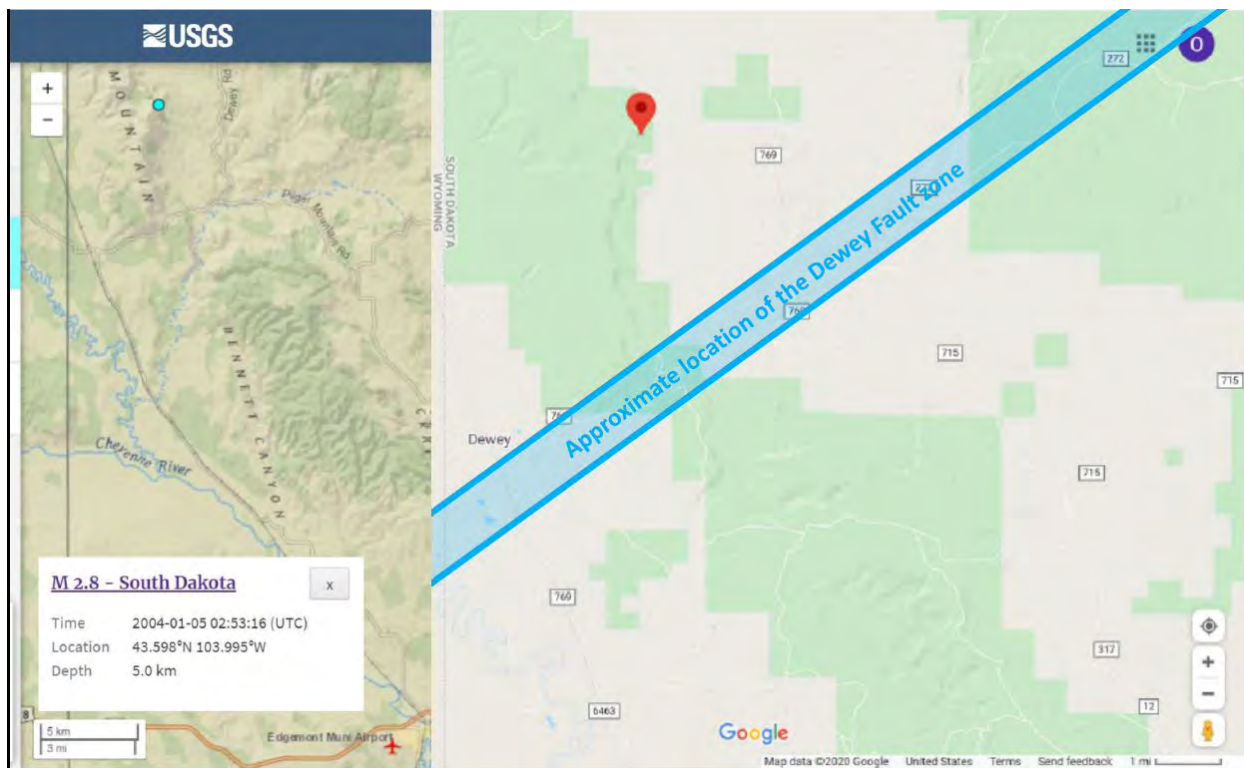 USGS
+
−
MOUNTAIN
Dewey Rd
Mountain Rd
BENNETT CANYON
Cheyenne River
M 2.8 - South Dakota
x
Time 2004-01-05 02:53:16 (UTC)
Location 43.598°N 103.995°W
Depth 5.0 km
8
5 km
3 mi
Edgemont Muni Airport
SOUTH DAKOTA
WYOMING
272
O
769
Approximate location of the Dewey Fault zone
715
715
Dewey
715
769
317
+
−
6463
12
Google
Map data ©2020 Google United States Terms Send feedback 1 mi